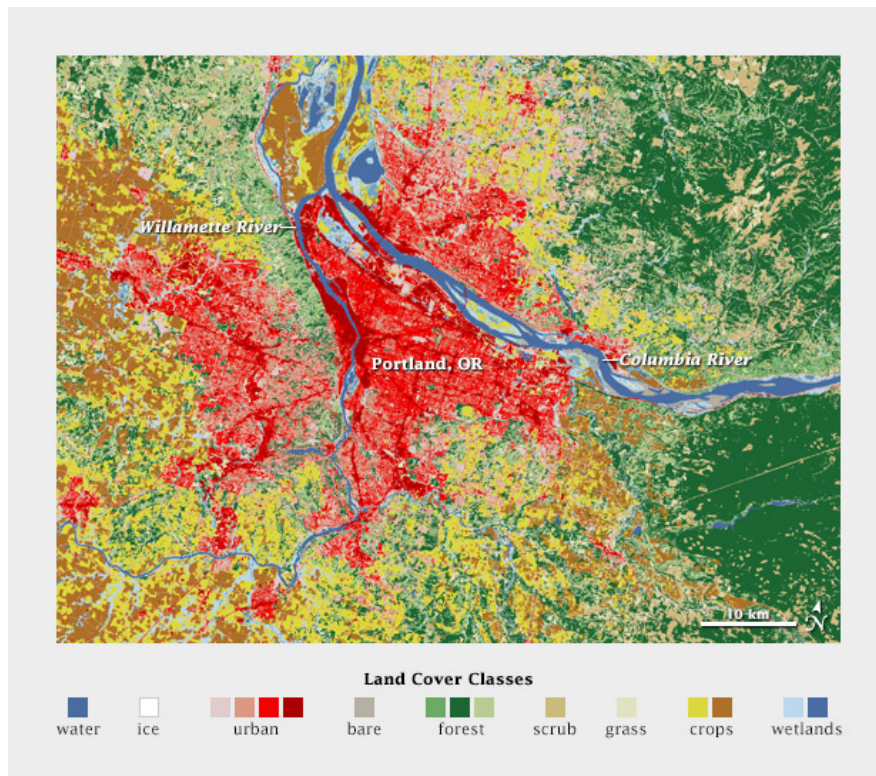 Willamette River
Portland, OR
Columbia River
10 km
N
Land Cover Classes
water ice urban bare forest scrub grass crops wetlands